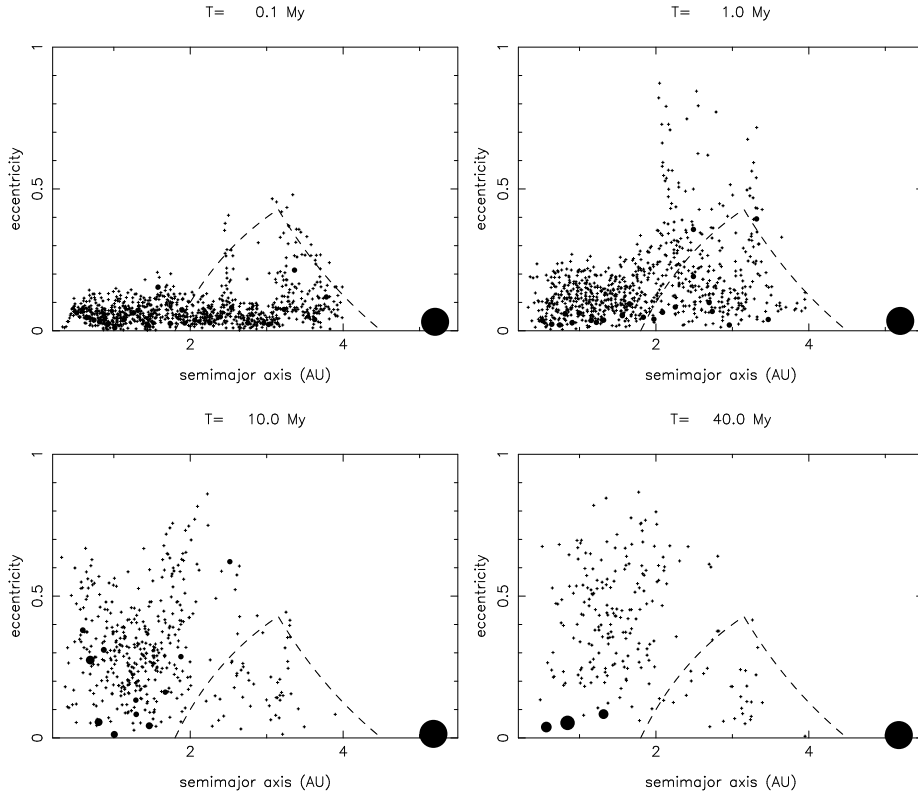 T= 0.1 My
T= 1.0 My
1
0.5
0
eccentricity
2
4
semimajor axis (AU)
1
0.5
0
eccentricity
2
4
semimajor axis (AU)
T= 10.0 My
T= 40.0 My
1
0.5
0
eccentricity
2
4
semimajor axis (AU)
1
0.5
0
eccentricity
2
4
semimajor axis (AU)